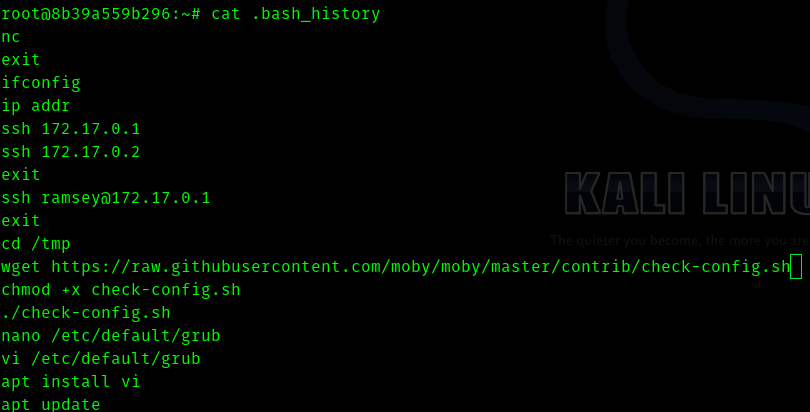 root@8b39a559b296:~# cat .bash_history
nc
exit
ifconfig
ip addr
ssh 172.17.0.1
ssh 172.17.0.2
exit
ssh ramsey@172.17.0.1
exit
cd /tmp
wget https://raw.githubusercontent.com/moby/moby/master/contrib/check-config.sh
chmod +x check-config.sh
./check-config.sh
nano /etc/default/grub
vi /etc/default/grub
apt install vi
apt update
KALI LINU
The quieter you become, the more you are